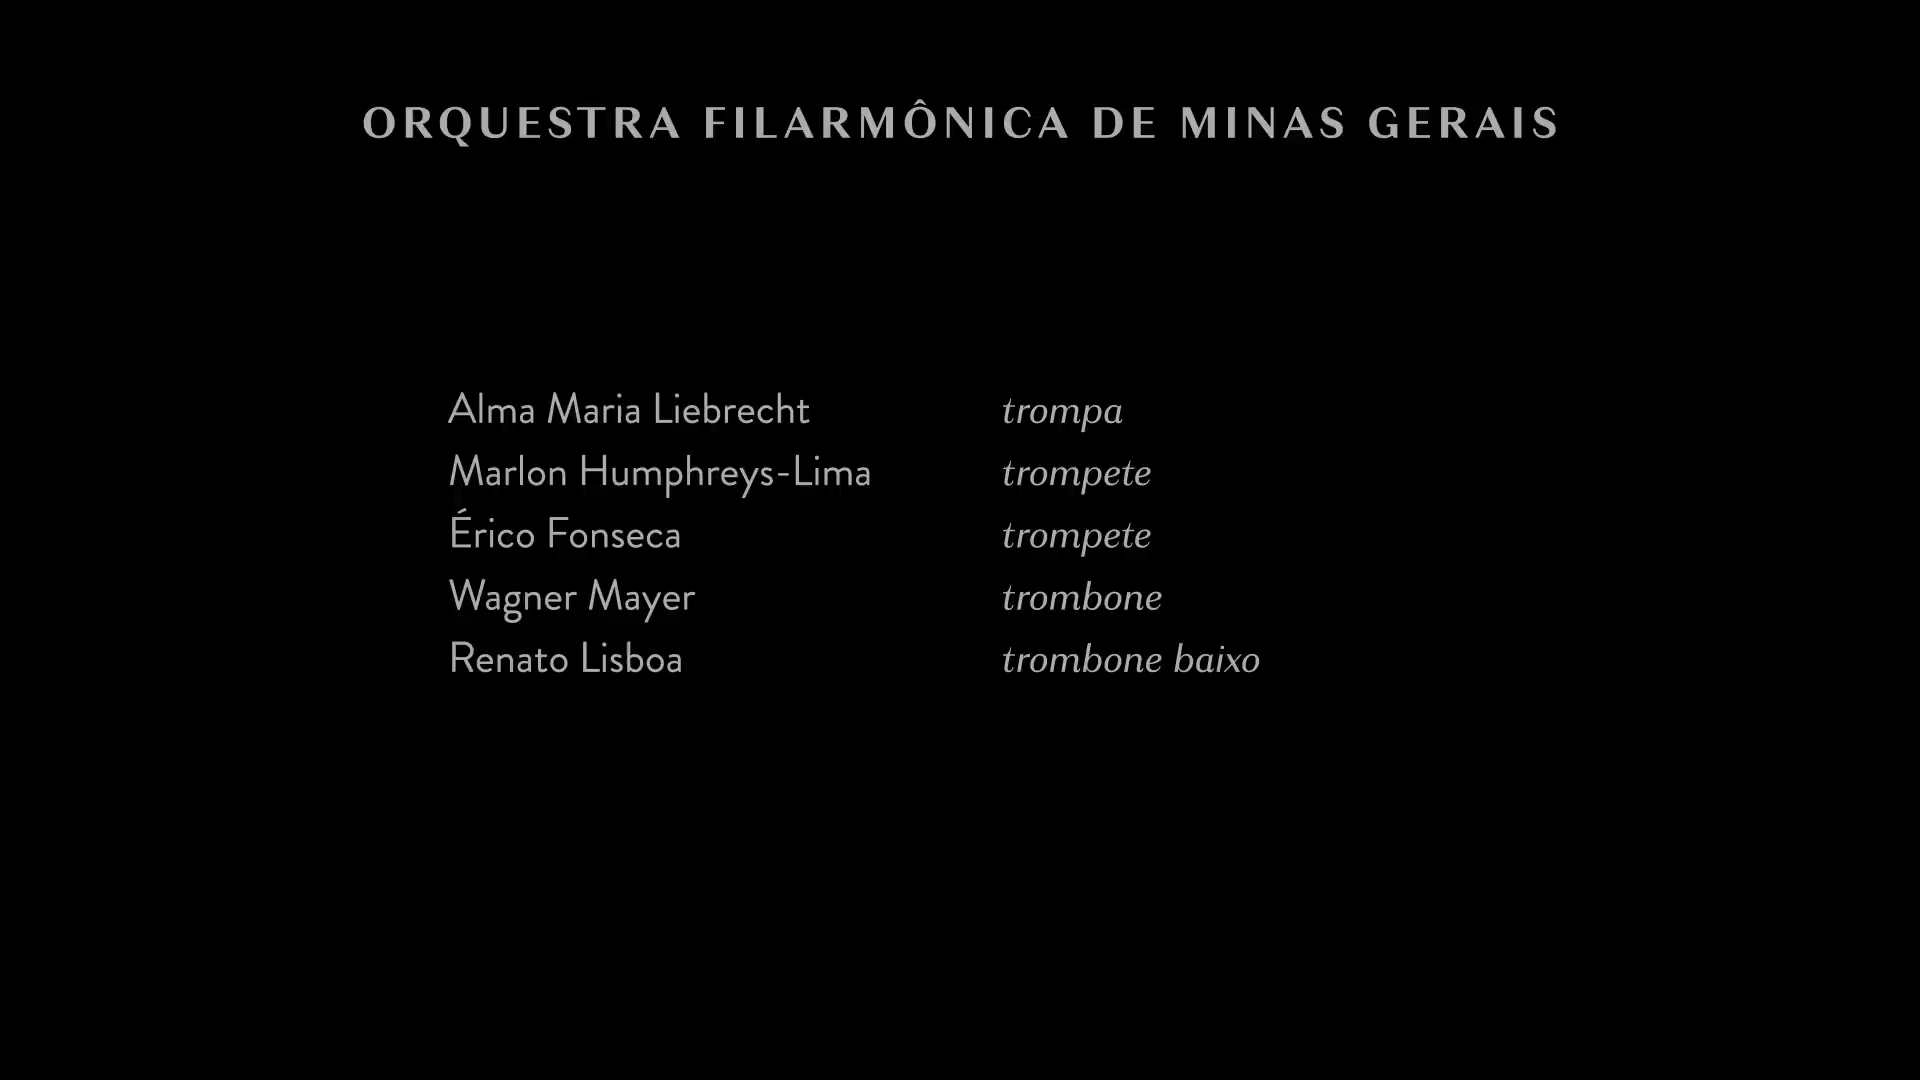 ORQUESTRA FILARMÔNICA DE MINAS GERAIS
Alma Maria Liebrecht trompa
Marlon Humphreys-Lima trompete
Érico Fonseca trompete
Wagner Mayer trombone
Renato Lisboa trombone baixo